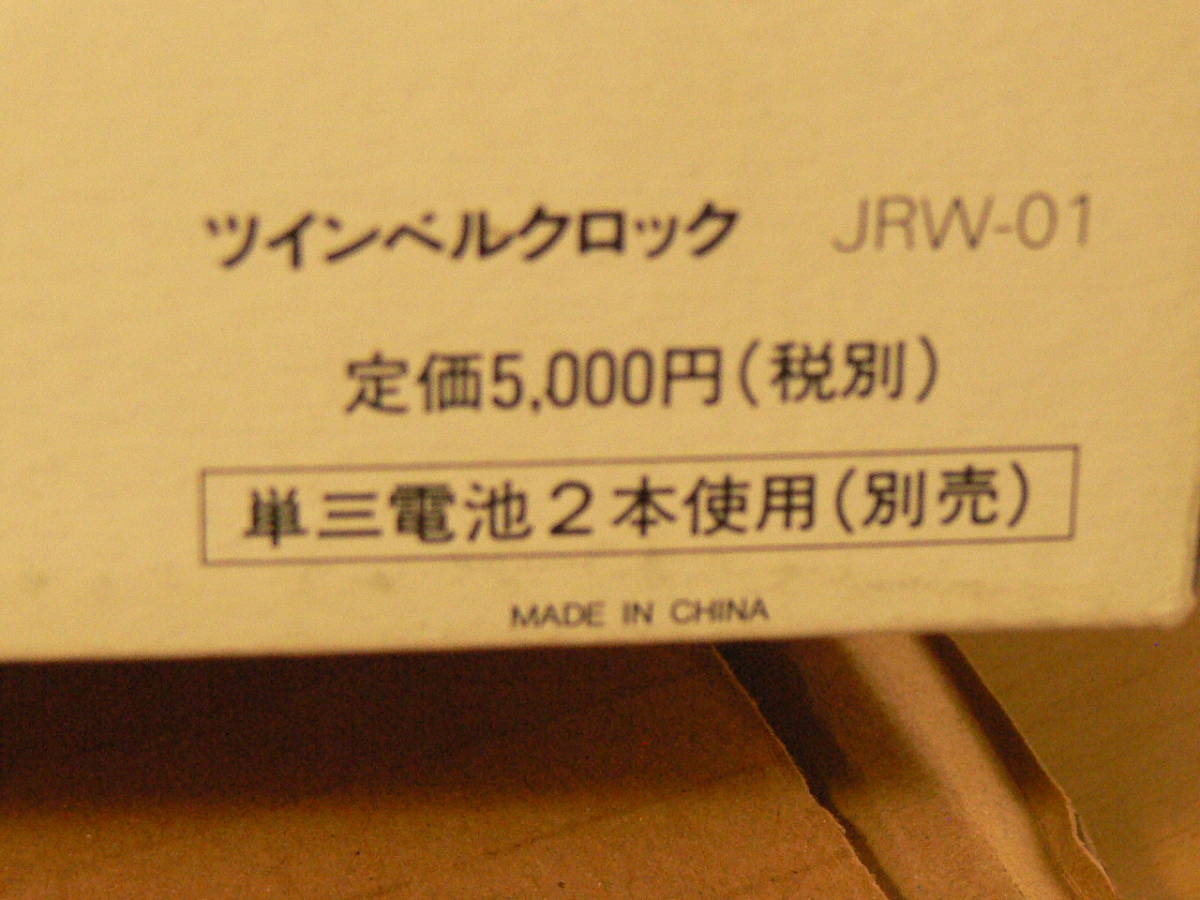 ツインベルクロック JRW-01
定価5,000円(税別)
単三電池2本使用(別売)
MADE IN CHINA